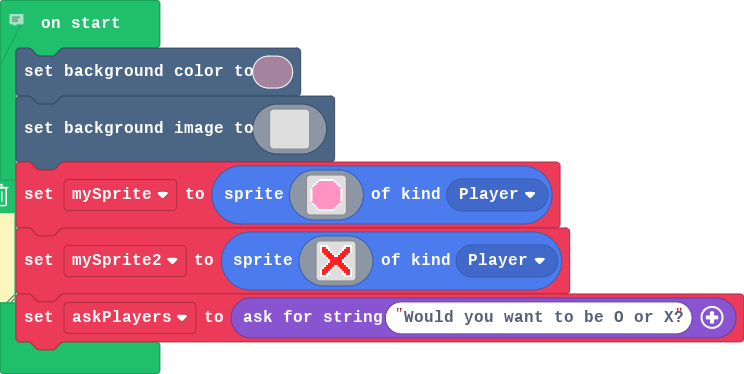 on start
set background color to
set background image to
set mySprite to sprite of kind Player
set mySprite2 to sprite of kind Player
set askPlayers to ask for string "Would you want to be O or X?"